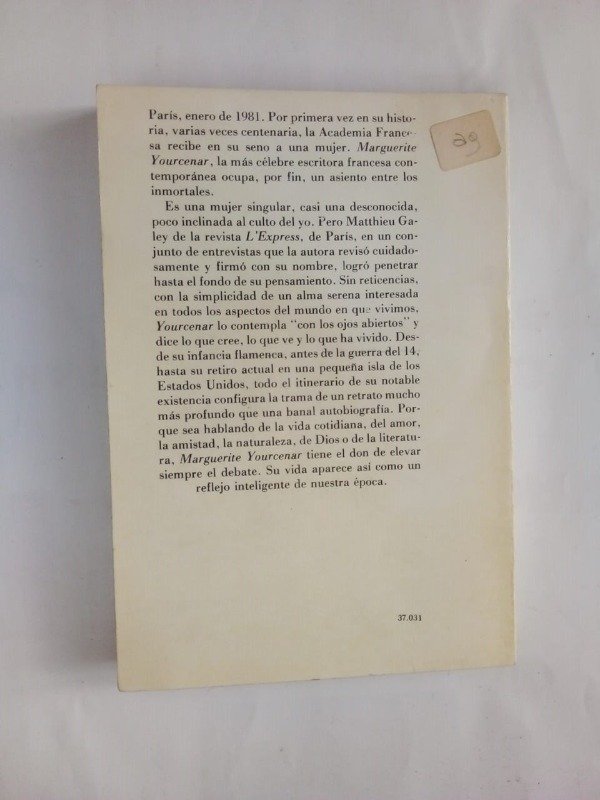 París, enero de 1981. Por primera vez en su histo-
ria, varias veces centenaria, la Academia France-
sa recibe en su seno a una mujer. Marguerite
Yourcenar, la más célebre escritora francesa con-
temporánea ocupa, por fin, un asiento entre los
inmortales.
Es una mujer singular, casi una desconocida,
poco inclinada al culto del yo. Pero Matthieu Ga-
ley de la revista L'Express, de París, en un con-
junto de entrevistas que la autora revisó cuidado-
samente y firmó con su nombre, logró penetrar
hasta el fondo de su pensamiento. Sin reticencias,
con la simplicidad de un alma serena interesada
en todos los aspectos del mundo en que vivimos,
Yourcenar lo contempla "con los ojos abiertos" y
dice lo que cree, lo que ve y lo que ha vivido. Des-
de su infancia flamenca, antes de la guerra del 14,
hasta su retiro actual en una pequeña isla de los
Estados Unidos, todo el itinerario de su notable
existencia configura la trama de un retrato mucho
más profundo que una banal autobiografía. Por-
que sea hablando de la vida cotidiana, del amor,
la amistad, la naturaleza, de Dios o de la literatu-
ra, Marguerite Yourcenar tiene el don de elevar
siempre el debate. Su vida aparece así como un
reflejo inteligente de nuestra época.
37.031